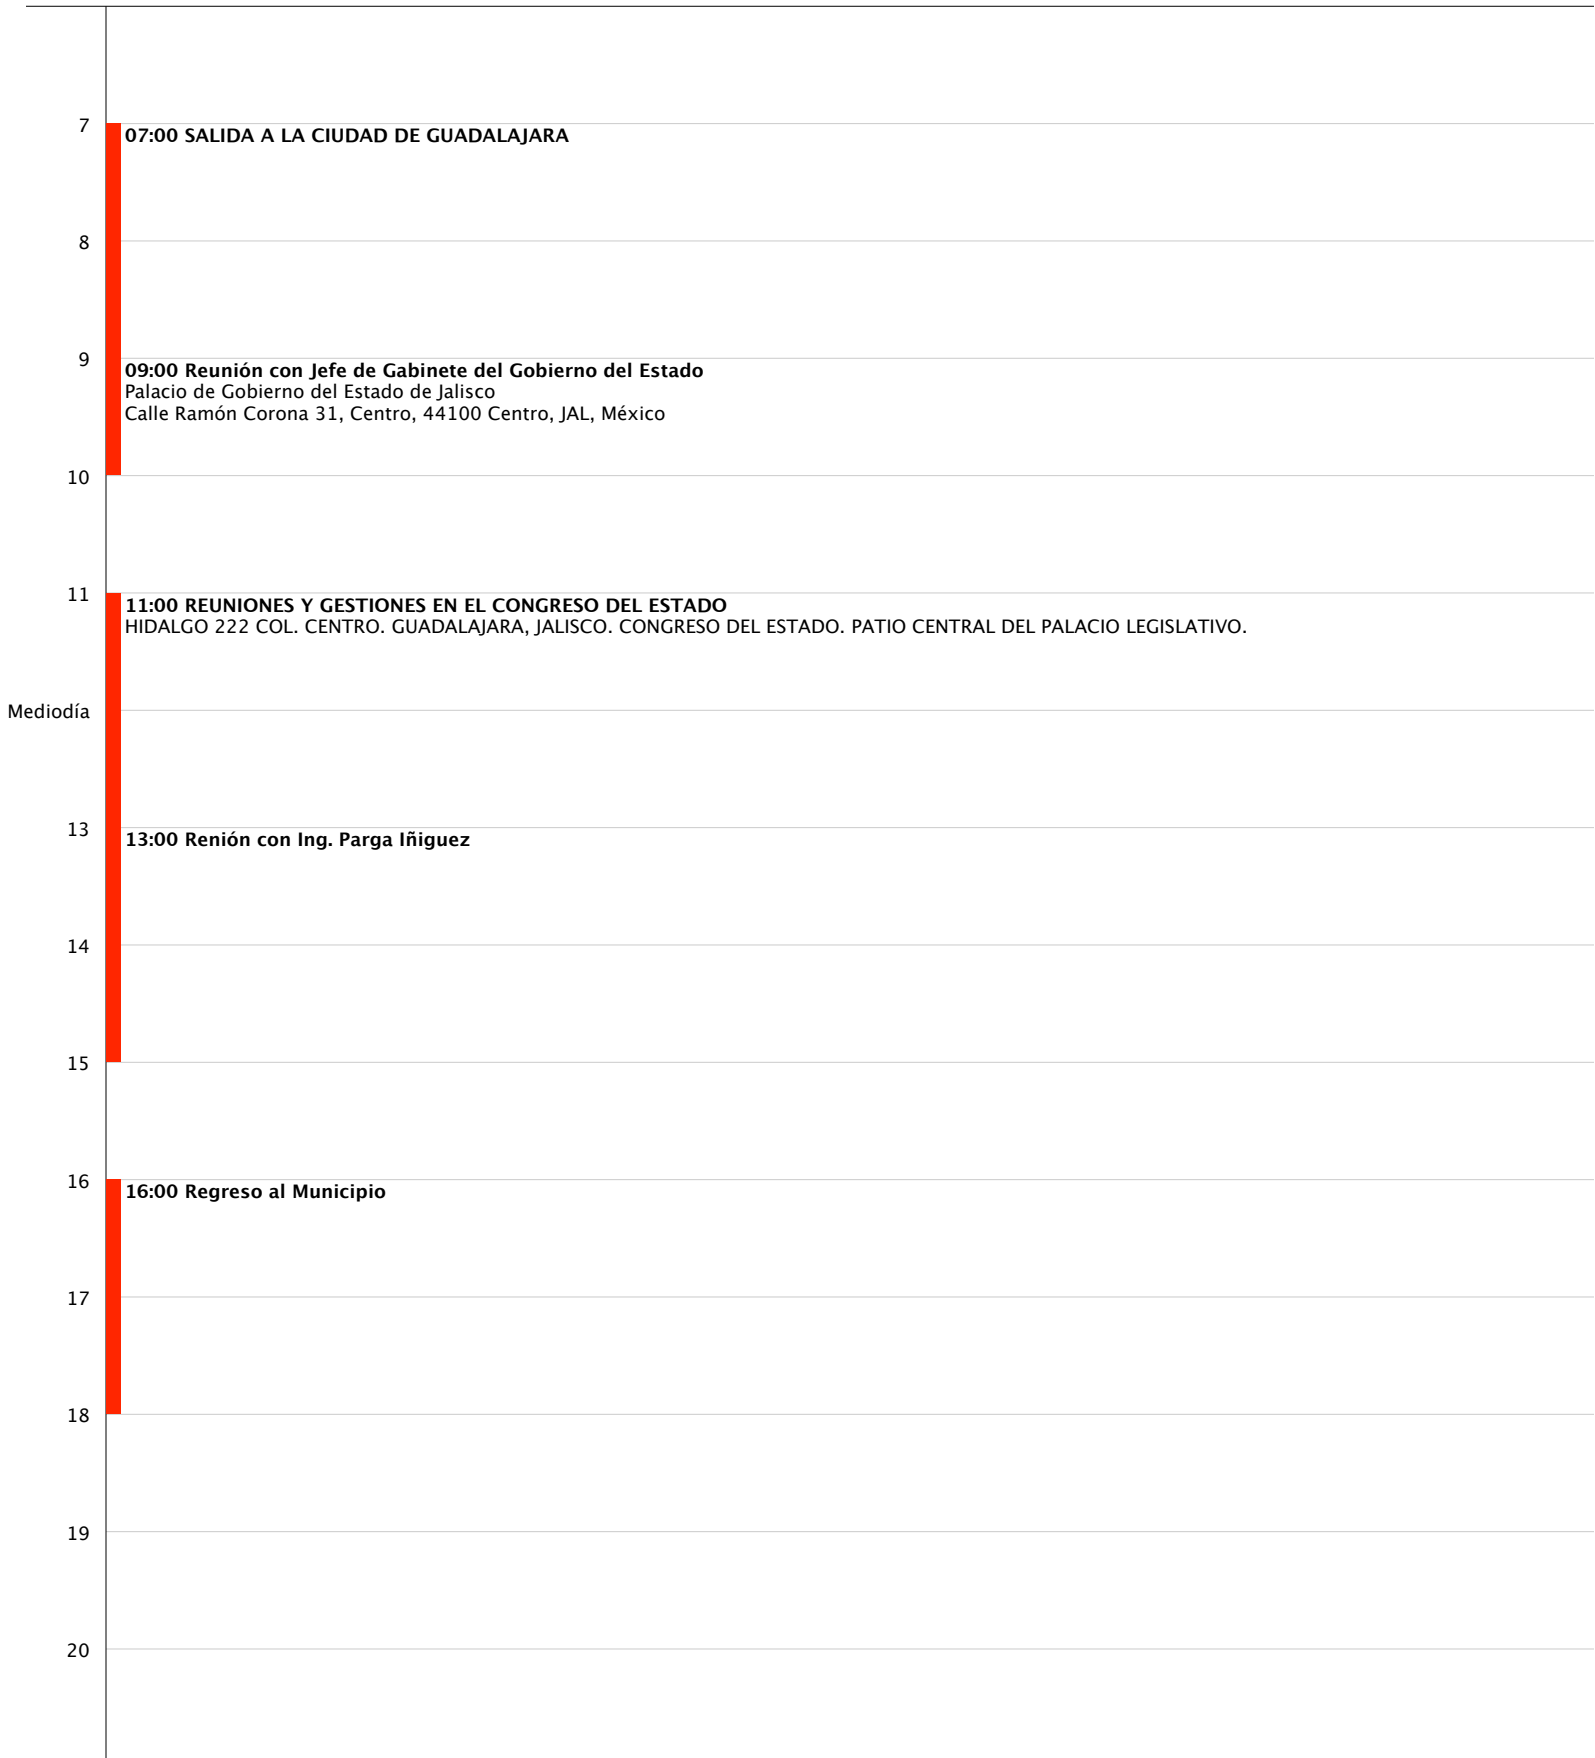 7
07:00 SALIDA A LA CIUDAD DE GUADALAJARA
8
9
09:00 Reunión con Jefe de Gabinete del Gobierno del Estado
Palacio de Gobierno del Estado de Jalisco
Calle Ramón Corona 31, Centro, 44100 Centro, JAL, México
10
11
11:00 REUNIONES Y GESTIONES EN EL CONGRESO DEL ESTADO
HIDALGO 222 COL. CENTRO. GUADALAJARA, JALISCO. CONGRESO DEL ESTADO. PATIO CENTRAL DEL PALACIO LEGISLATIVO.
Mediodía
13
13:00 Renión con Ing. Parga Iñiguez
14
15
16
16:00 Regreso al Municipio
17
18
19
20